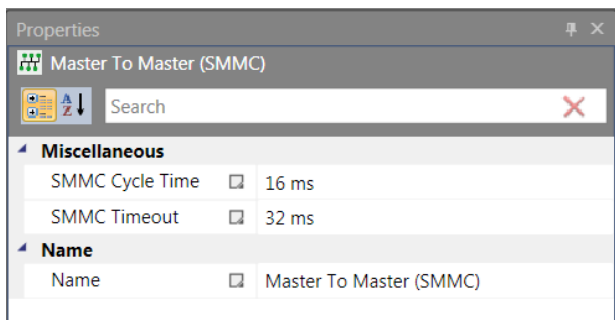 Properties
Master To Master (SMMC)
A Z Search
Miscellaneous
SMMC Cycle Time 16 ms
SMMC Timeout 32 ms
Name
Name Master To Master (SMMC)